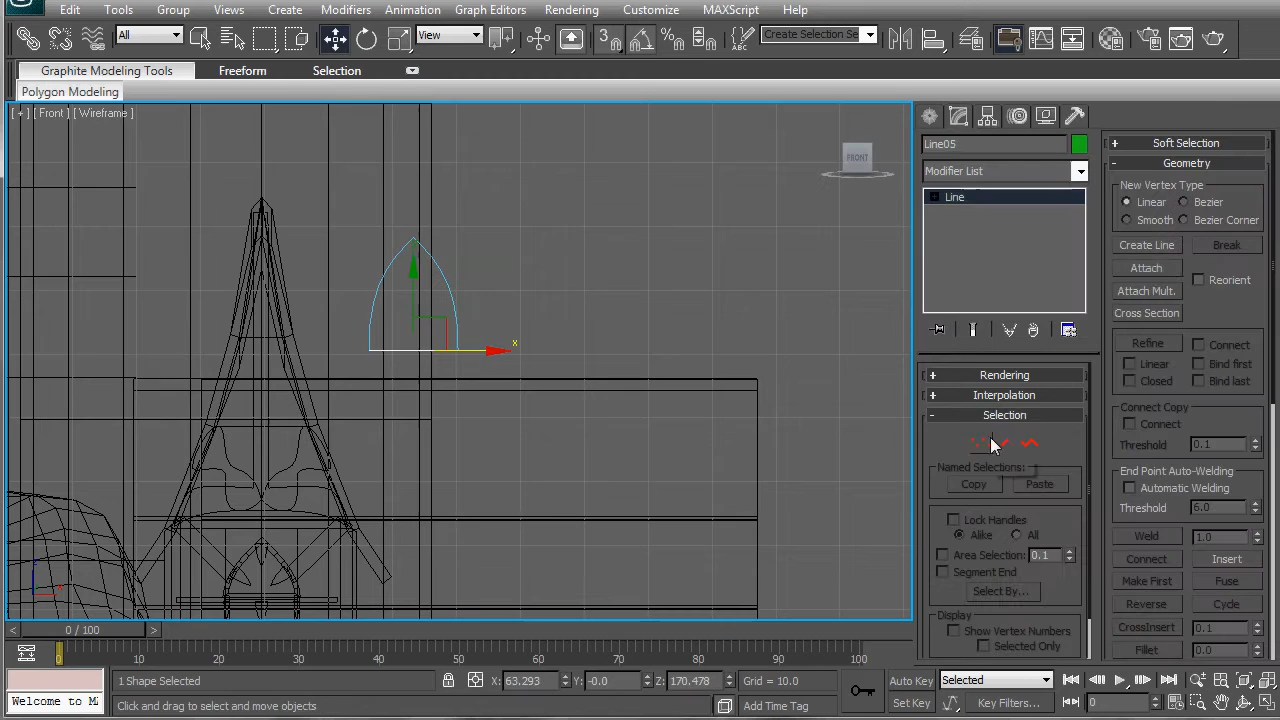 Edit Tools Group Views Create Modifiers Animation Graph Editors Rendering Customize MAXScript Help
All View Create Selection Se
Graphite Modeling Tools Freeform Selection
Polygon Modeling
[ + ] [ Front ] [ Wireframe ]
FRONT
x
Line05
Modifier List
Line
Rendering
Interpolation
Selection
Named Selections:
Copy Paste
Lock Handles
Alike All
Area Selection: 0.1
Segment End
Select By...
Display
Show Vertex Numbers
Selected Only
Soft Selection
Geometry
New Vertex Type
Linear Bezier
Smooth Bezier Corner
Create Line Break
Attach Reorient
Attach Mult.
Cross Section
Refine Connect
Linear Bind first
Closed Bind last
Connect Copy
Connect
Threshold 0.1
End Point Auto-Welding
Automatic Welding
Threshold 6.0
Weld 1.0
Connect Insert
Make First Fuse
Reverse Cycle
CrossInsert 0.1
Fillet 0.0
< 0 / 100 >
0 10 20 30 40 50 60 70 80 90 100
1 Shape Selected X: 63.293 Y: -0.0 Z: 170.478 Grid = 10.0 Auto Key Selected
Welcome to M Click and drag to select and move objects Add Time Tag Set Key Key Filters... 0